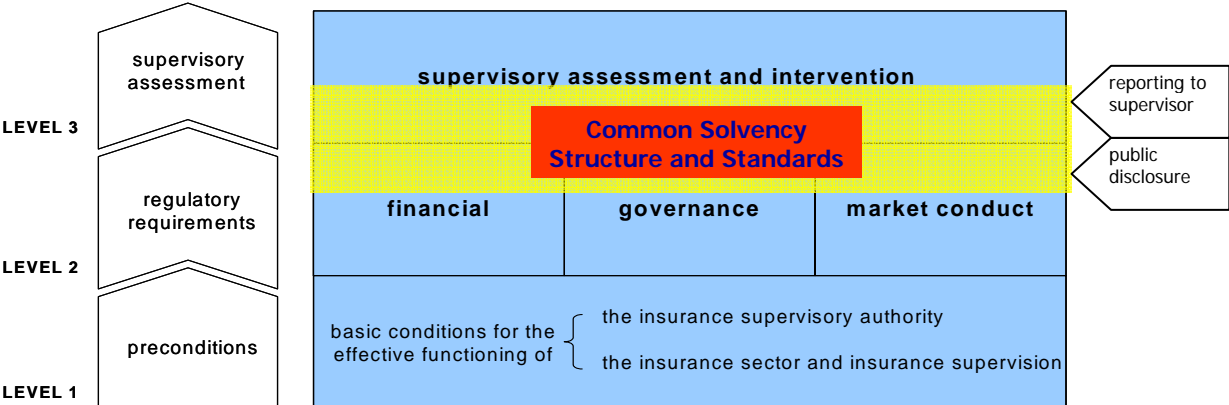 supervisory
assessment
LEVEL 3
regulatory
requirements
LEVEL 2
preconditions
LEVEL 1
supervisory assessment and intervention
Common Solvency
Structure and Standards
financial
governance
market conduct
basic conditions for the
effective functioning of
the insurance supervisory authority
the insurance sector and insurance supervision
reporting to
supervisor
public
disclosure